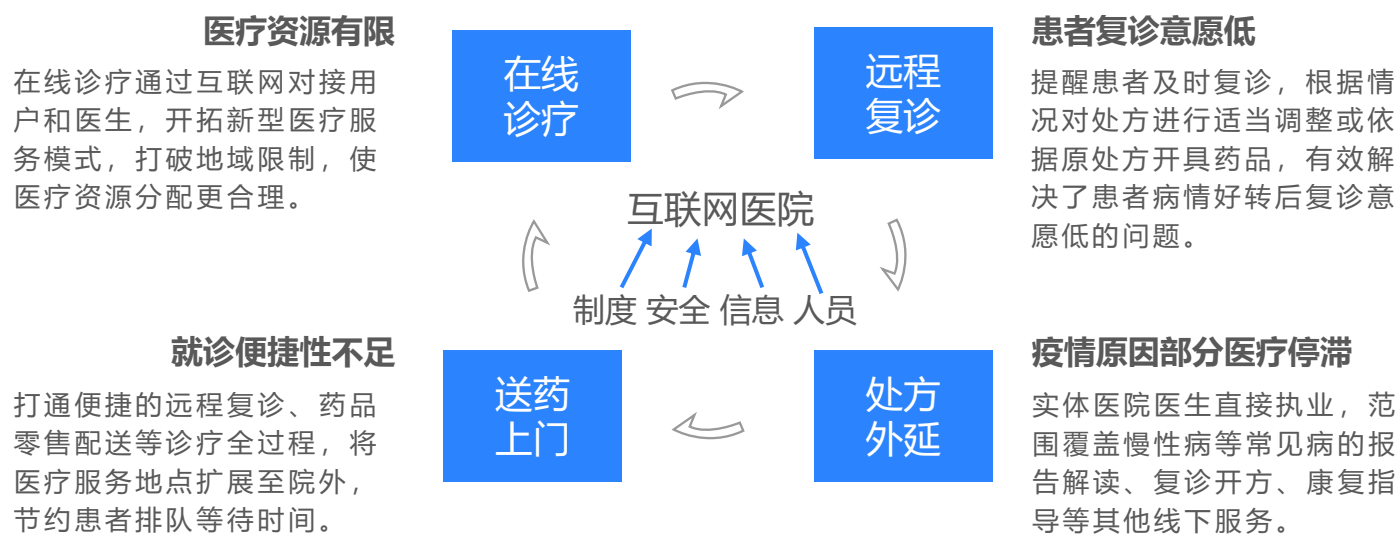 医疗资源有限
在线诊疗通过互联网对接用
户和医生，开拓新型医疗服
务模式，打破地域限制，使
医疗资源分配更合理。
在线
诊疗
远程
复诊
患者复诊意愿低
提醒患者及时复诊，根据情
况对处方进行适当调整或依
据原处方开具药品，有效解
决了患者病情好转后复诊意
愿低的问题。
互联网医院
制度 安全 信息 人员
就诊便捷性不足
打通便捷的远程复诊、药品
零售配送等诊疗全过程，将
医疗服务地点扩展至院外，
节约患者排队等待时间。
送药
上门
处方
外延
疫情原因部分医疗停滞
实体医院医生直接执业，范
围覆盖慢性病等常见病的报
告解读、复诊开方、康复指
导等其他线下服务。